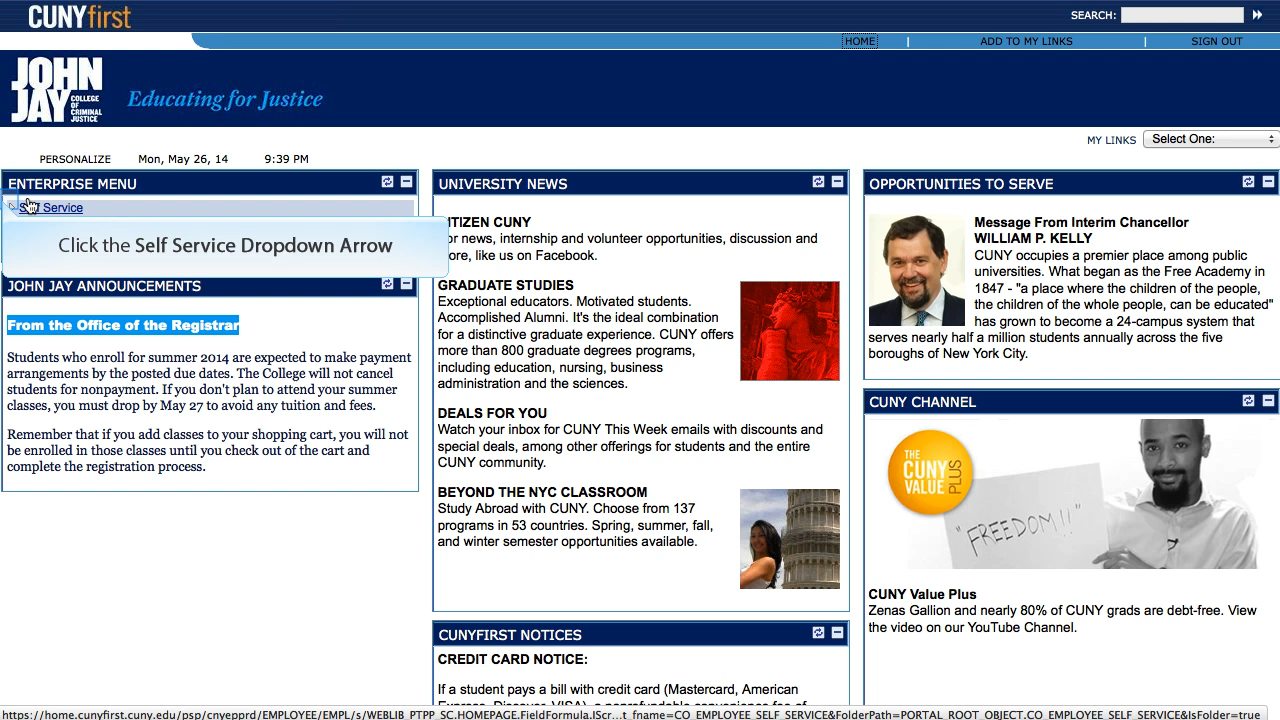 CUNYfirst
SEARCH:
HOME | ADD TO MY LINKS | SIGN OUT
JOHN
JAY
COLLEGE
OF
CRIMINAL
JUSTICE
Educating for Justice
MY LINKS Select One:
PERSONALIZE Mon, May 26, 14 9:39 PM
ENTERPRISE MENU
Self Service
Click the Self Service Dropdown Arrow
JOHN JAY ANNOUNCEMENTS
From the Office of the Registrar
Students who enroll for summer 2014 are expected to make payment
arrangements by the posted due dates. The College will not cancel
students for nonpayment. If you don't plan to attend your summer
classes, you must drop by May 27 to avoid any tuition and fees.
Remember that if you add classes to your shopping cart, you will not
be enrolled in those classes until you check out of the cart and
complete the registration process.
UNIVERSITY NEWS
CITIZEN CUNY
For news, internship and volunteer opportunities, discussion and
more, like us on Facebook.
GRADUATE STUDIES
Exceptional educators. Motivated students.
Accomplished Alumni. It's the ideal combination
for a distinctive graduate experience. CUNY offers
more than 800 graduate degrees programs,
including education, nursing, business
administration and the sciences.
DEALS FOR YOU
Watch your inbox for CUNY This Week emails with discounts and
special deals, among other offerings for students and the entire
CUNY community.
BEYOND THE NYC CLASSROOM
Study Abroad with CUNY. Choose from 137
programs in 53 countries. Spring, summer, fall,
and winter semester opportunities available.
CUNYFIRST NOTICES
CREDIT CARD NOTICE:
If a student pays a bill with credit card (Mastercard, American
Express, Discover, VISA), a nonrefundable convenience fee of
OPPORTUNITIES TO SERVE
Message From Interim Chancellor
WILLIAM P. KELLY
CUNY occupies a premier place among public
universities. What began as the Free Academy in
1847 - "a place where the children of the people,
the children of the whole people, can be educated"
has grown to become a 24-campus system that
serves nearly half a million students annually across the five
boroughs of New York City.
CUNY CHANNEL
THE
CUNY
VALUE
PLUS
"FREEDOM!!"
CUNY Value Plus
Zenas Gallion and nearly 80% of CUNY grads are debt-free. View
the video on our YouTube Channel.
https://home.cunyfirst.cuny.edu/psp/cnyepprd/EMPLOYEE/EMPL/s/WEBLIB_PTPP_SC.HOMEPAGE.FieldFormula.IScr...t_fname=CO_EMPLOYEE_SELF_SERVICE&FolderPath=PORTAL_ROOT_OBJECT.CO_EMPLOYEE_SELF_SERVICE&IsFolder=true